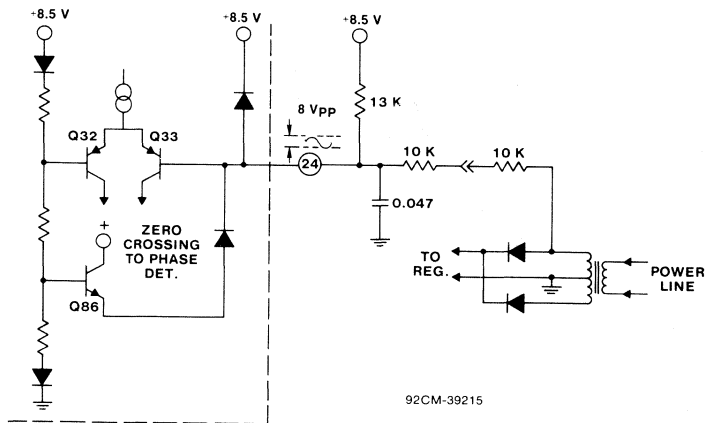 +8.5 V
+8.5 V
+8.5 V
8 VPP
13 K
Q32
Q33
24
10 K
10 K
0.047
+
ZERO
CROSSING
TO PHASE
DET.
TO
REG.
POWER
LINE
Q86
92CM-39215